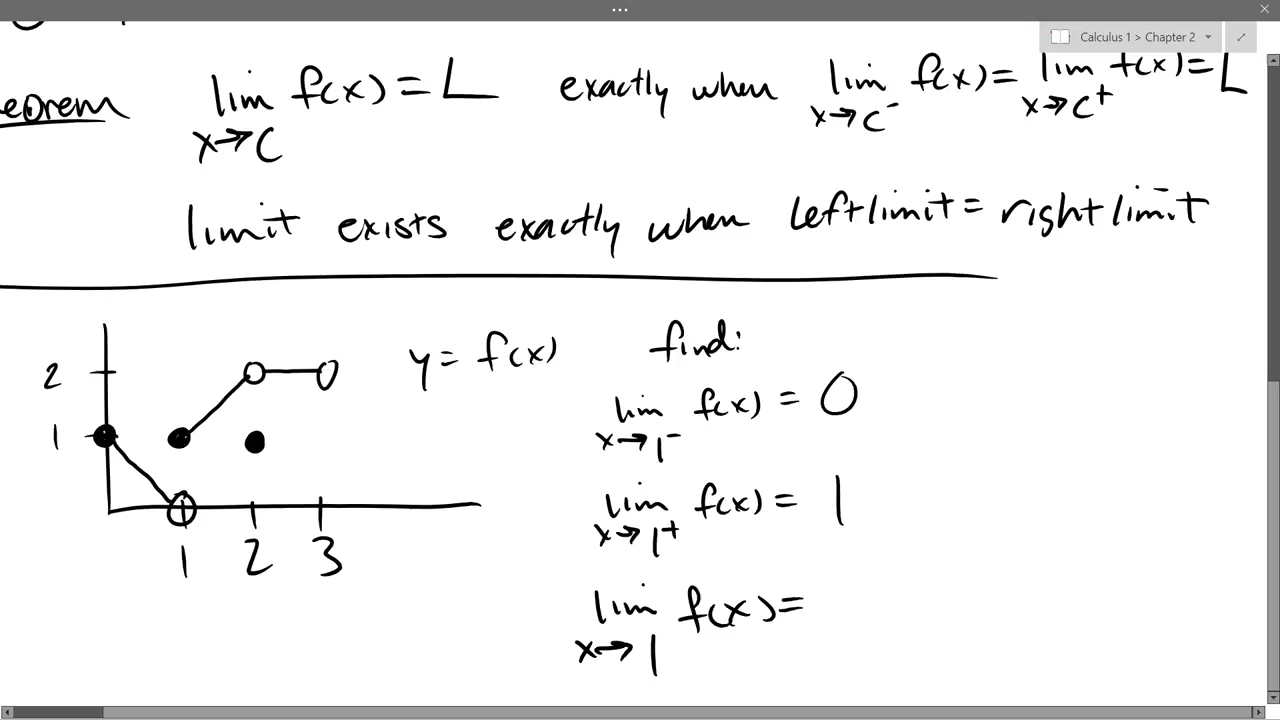 Calculus 1 > Chapter 2
eorem lim f(x) = L exactly when lim f(x) = lim f(x) = L
x→c x→c⁻ x→c⁺
limit exists exactly when left limit = right limit
y = f(x) find:
2
1
1 2 3
lim f(x) = 0
x→1⁻
lim f(x) = 1
x→1⁺
lim f(x) =
x→1